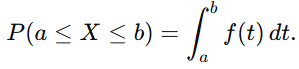 P(a ≤ X ≤ b) = ∫_a^b f(t) dt.